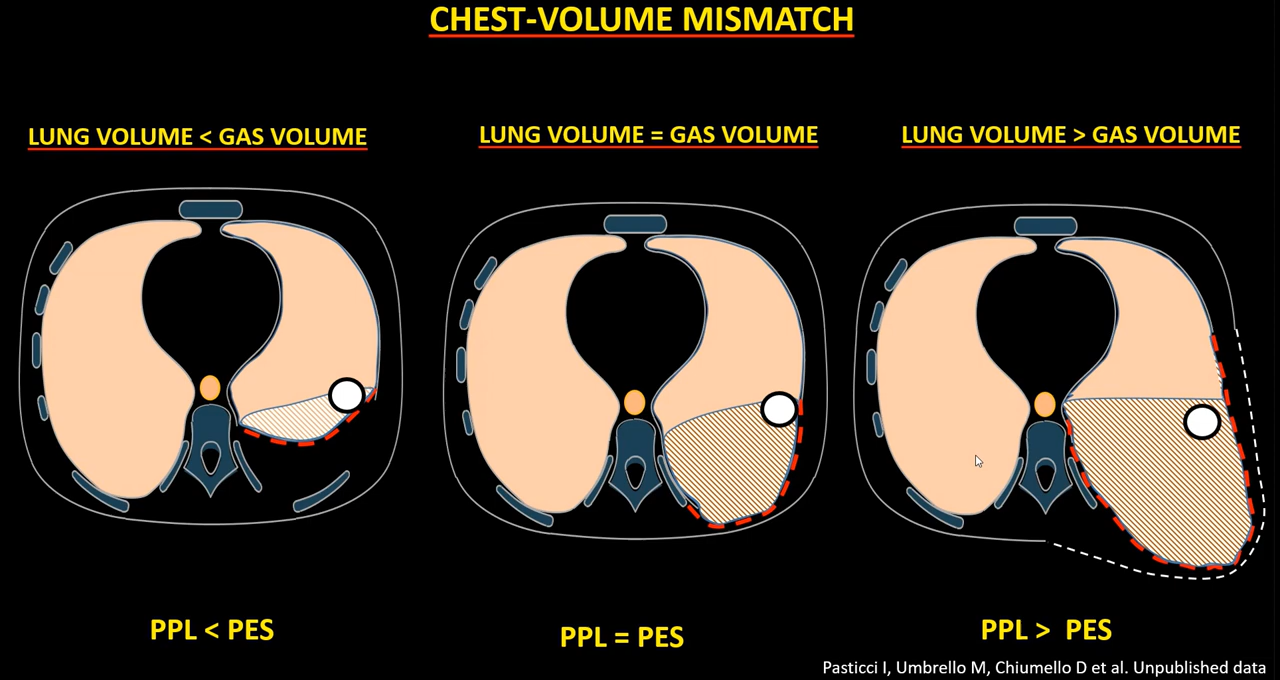 CHEST-VOLUME MISMATCH
LUNG VOLUME < GAS VOLUME
LUNG VOLUME = GAS VOLUME
LUNG VOLUME > GAS VOLUME
PPL < PES
PPL = PES
PPL > PES
Pasticci I, Umbrello M, Chiumello D et al. Unpublished data